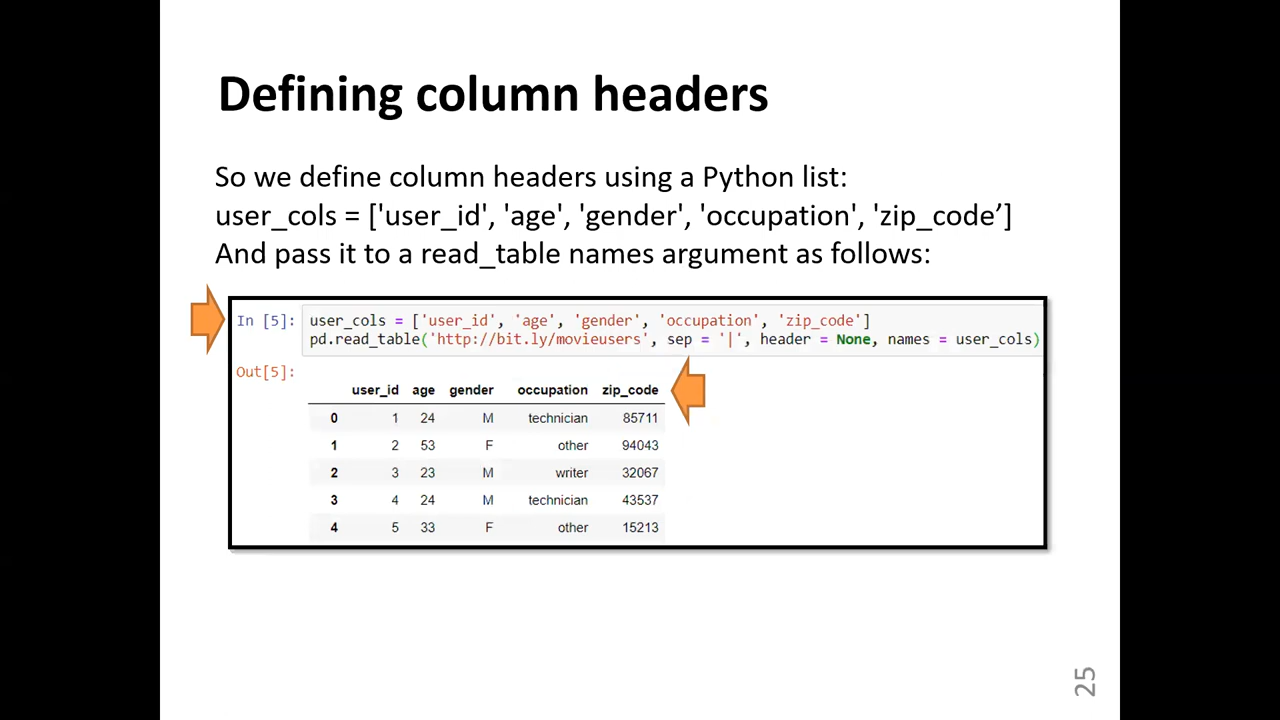 Defining column headers
So we define column headers using a Python list:
user_cols = ['user_id', 'age', 'gender', 'occupation', 'zip_code’]
And pass it to a read_table names argument as follows:
In [5]: user_cols = ['user_id', 'age', 'gender', 'occupation', 'zip_code']
pd.read_table('http://bit.ly/movieusers', sep = '|', header = None, names = user_cols)
Out[5]:
user_id age gender occupation zip_code
0 1 24 M technician 85711
1 2 53 F other 94043
2 3 23 M writer 32067
3 4 24 M technician 43537
4 5 33 F other 15213
25